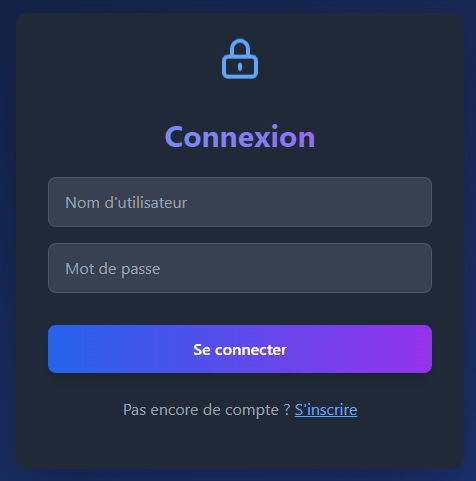 Connexion
Nom d'utilisateur
Mot de passe
Se connecter
Pas encore de compte ? S'inscrire